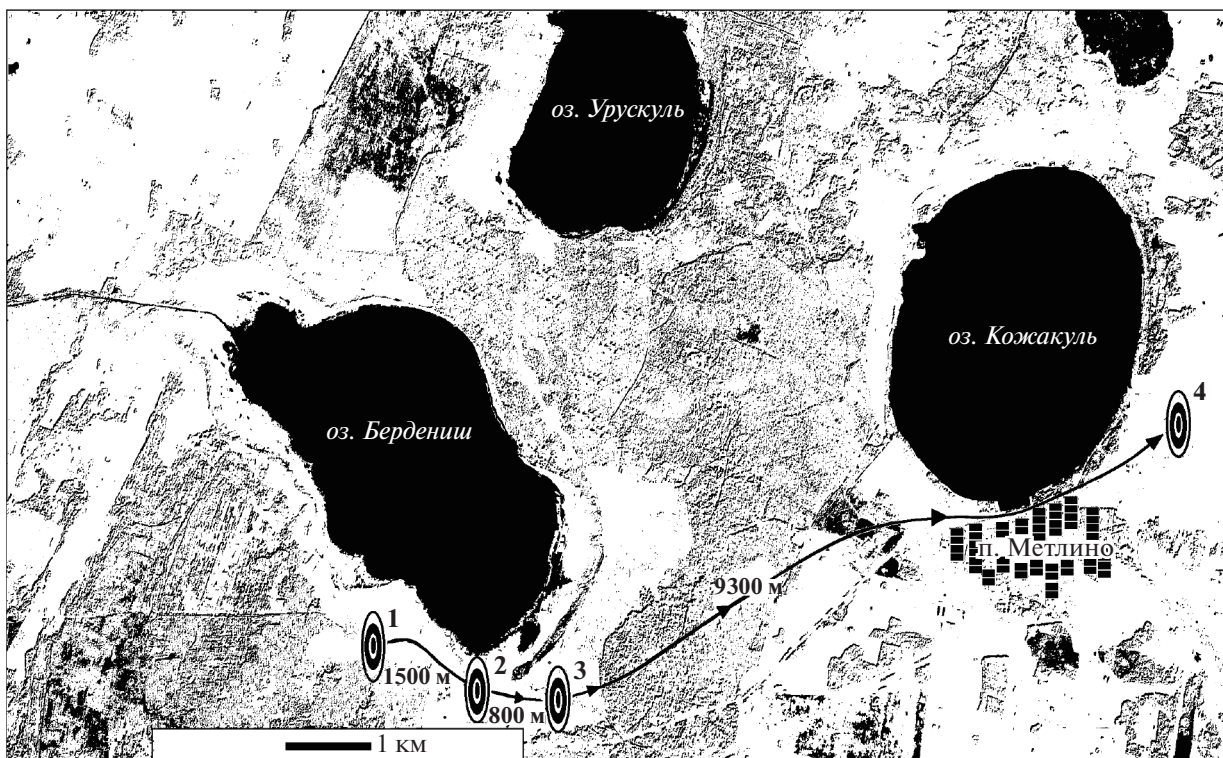 оз. Урускуль
оз. Кожакуль
4
оз. Бердениш
п. Метлино
9300 м
1
2
3
1500 м
800 м
1 км